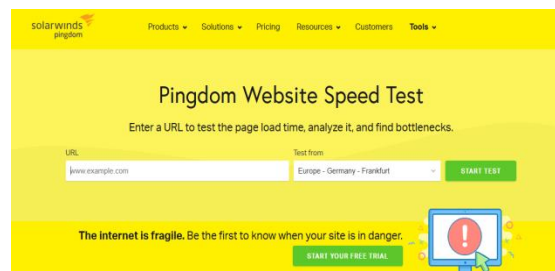 solarwinds
pingdom
Products Solutions Pricing Resources Customers Tools
Pingdom Website Speed Test
Enter a URL to test the page load time, analyze it, and find bottlenecks.
URL Test from
www.example.com Europe - Germany - Frankfurt START TEST
The internet is fragile. Be the first to know when your site is in danger.
START YOUR FREE TRIAL
!